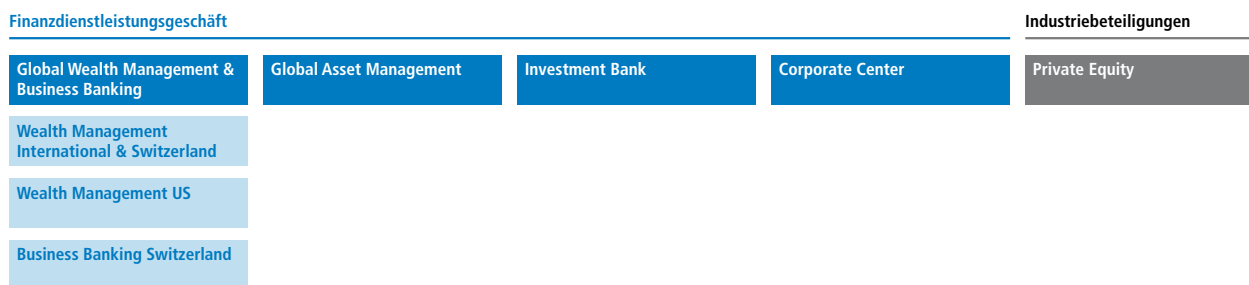 Finanzdienstleistungsgeschäft
Industriebeteiligungen
Global Wealth Management &
Business Banking
Global Asset Management
Investment Bank
Corporate Center
Private Equity
Wealth Management
International & Switzerland
Wealth Management US
Business Banking Switzerland